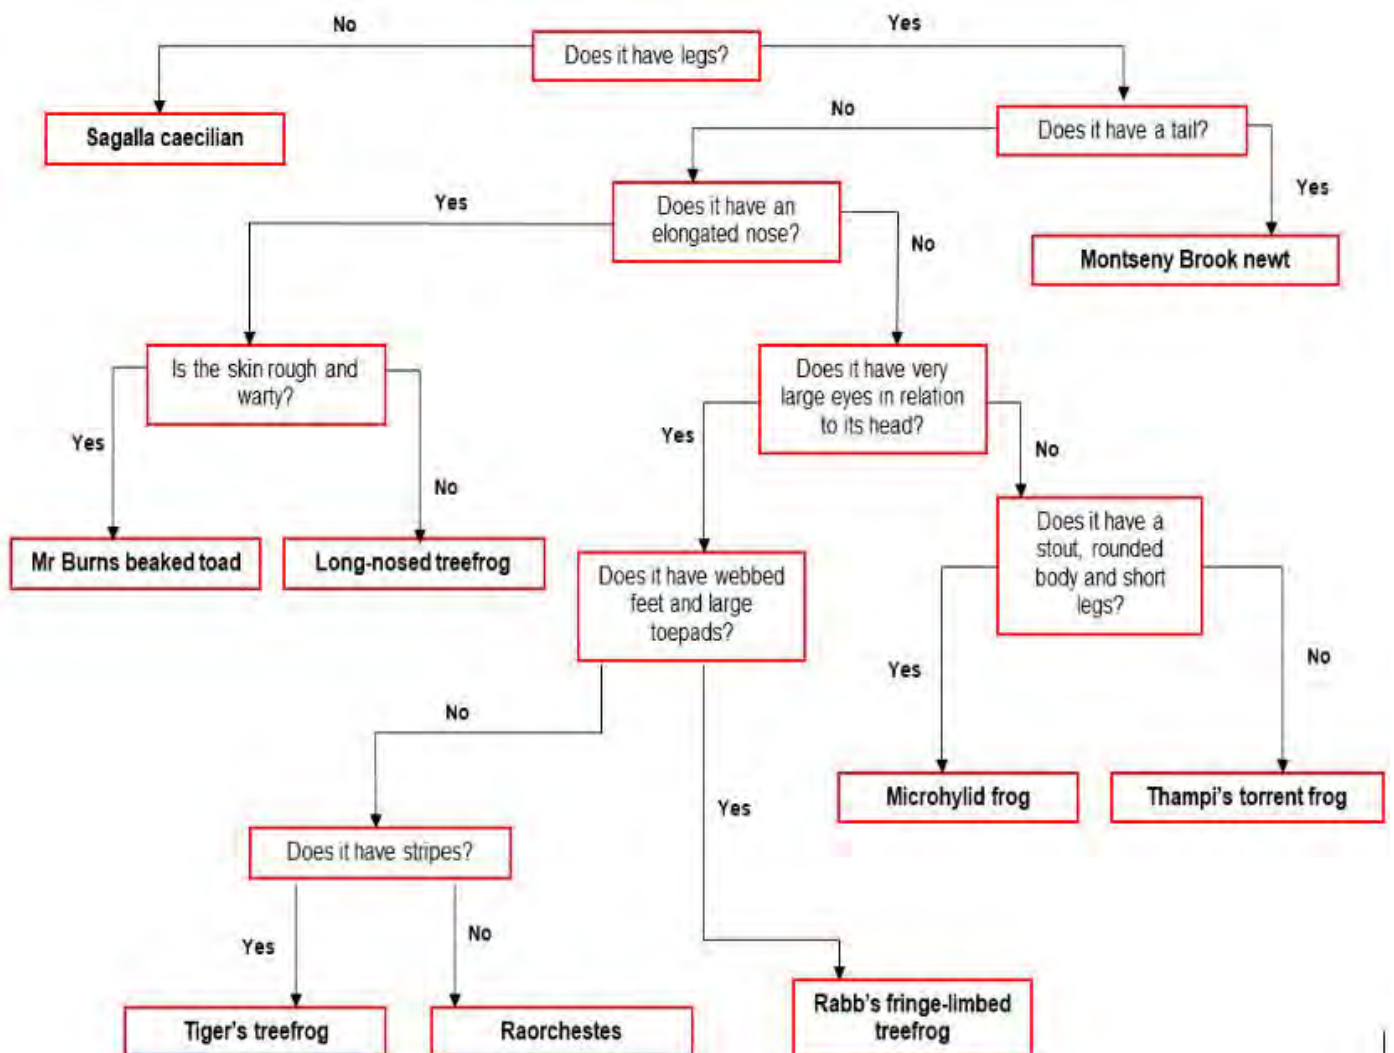 No
Yes
Does it have legs?
No
Sagalla caecilian
Does it have a tail?
Yes
Yes
Does it have an
elongated nose?
No
Montseny Brook newt
Is the skin rough and
warty?
Does it have very
large eyes in relation
to its head?
Yes
Yes
No
No
Does it have a
stout, rounded
body and short
legs?
Mr Burns beaked toad
Long-nosed treefrog
Does it have webbed
feet and large
toepads?
Yes
No
No
Microhylid frog
Thampi's torrent frog
Yes
Does it have stripes?
Yes
No
Rabb's fringe-limbed
treefrog
Tiger's treefrog
Raorchestes